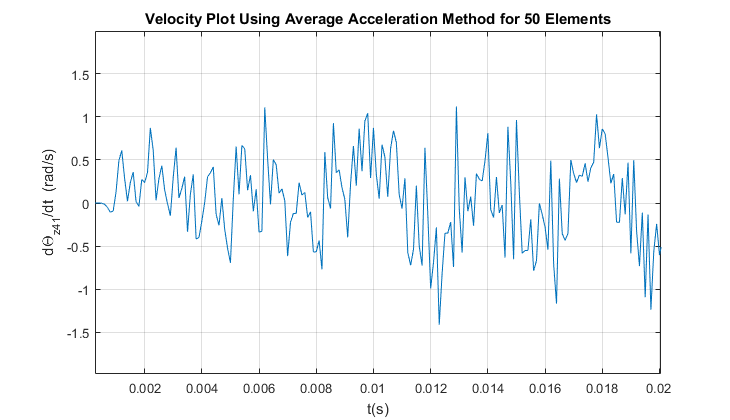 Velocity Plot Using Average Acceleration Method for 50 Elements
1.5
1
0.5
0
-0.5
-1
-1.5
dΘz41/dt (rad/s)
0.002 0.004 0.006 0.008 0.01 0.012 0.014 0.016 0.018 0.02
t(s)